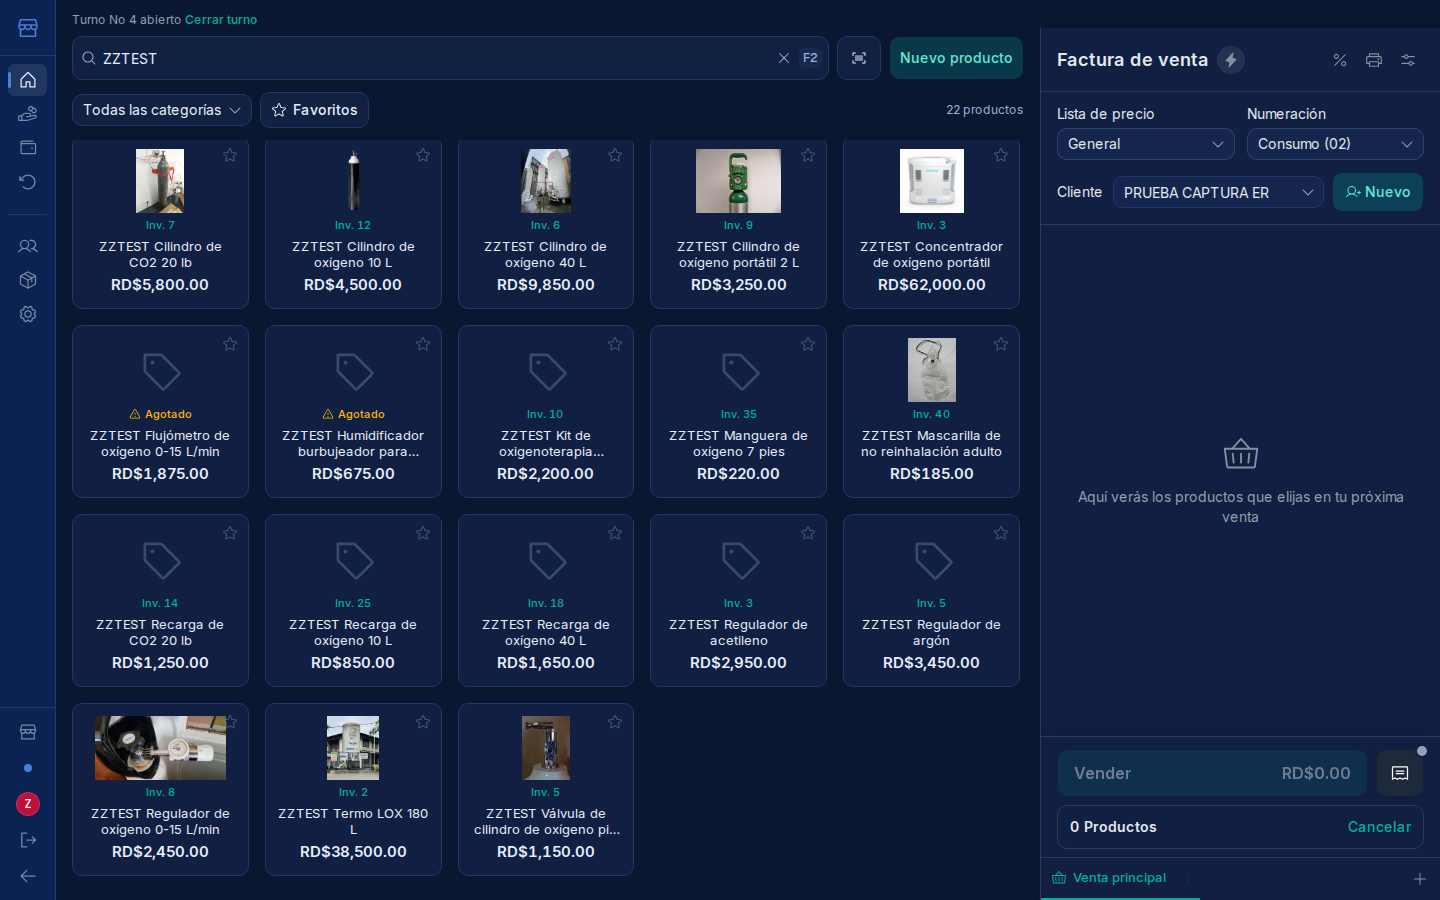 Turno No 4 abierto Cerrar turno
ZZTEST
F2
Nuevo producto
Todas las categorías
Favoritos
22 productos
Inv. 7
ZZTEST Cilindro de
CO2 20 lb
RD$5,800.00
Inv. 12
ZZTEST Cilindro de
oxígeno 10 L
RD$4,500.00
Inv. 6
ZZTEST Cilindro de
oxígeno 40 L
RD$9,850.00
Inv. 9
ZZTEST Cilindro de
oxígeno portátil 2 L
RD$3,250.00
Inv. 3
ZZTEST Concentrador
de oxígeno portátil
RD$62,000.00
Agotado
ZZTEST Flujómetro de
oxígeno 0-15 L/min
RD$1,875.00
Agotado
ZZTEST Humidificador
burbujeador para...
RD$675.00
Inv. 10
ZZTEST Kit de
oxigenoterapia...
RD$2,200.00
Inv. 35
ZZTEST Manguera de
oxígeno 7 pies
RD$220.00
Inv. 40
ZZTEST Mascarilla de
no reinhalación adulto
RD$185.00
Inv. 14
ZZTEST Recarga de
CO2 20 lb
RD$1,250.00
Inv. 25
ZZTEST Recarga de
oxígeno 10 L
RD$850.00
Inv. 18
ZZTEST Recarga de
oxígeno 40 L
RD$1,650.00
Inv. 3
ZZTEST Regulador de
acetileno
RD$2,950.00
Inv. 5
ZZTEST Regulador de
argón
RD$3,450.00
Inv. 8
ZZTEST Regulador de
oxígeno 0-15 L/min
RD$2,450.00
Inv. 2
ZZTEST Termo LOX 180
L
RD$38,500.00
Inv. 5
ZZTEST Válvula de
cilindro de oxígeno pi...
RD$1,150.00
Z
Factura de venta
Lista de precio
Numeración
General
Consumo (02)
Cliente
PRUEBA CAPTURA ER
Nuevo
Aquí verás los productos que elijas en tu próxima
venta
Vender
RD$0.00
0 Productos
Cancelar
Venta principal